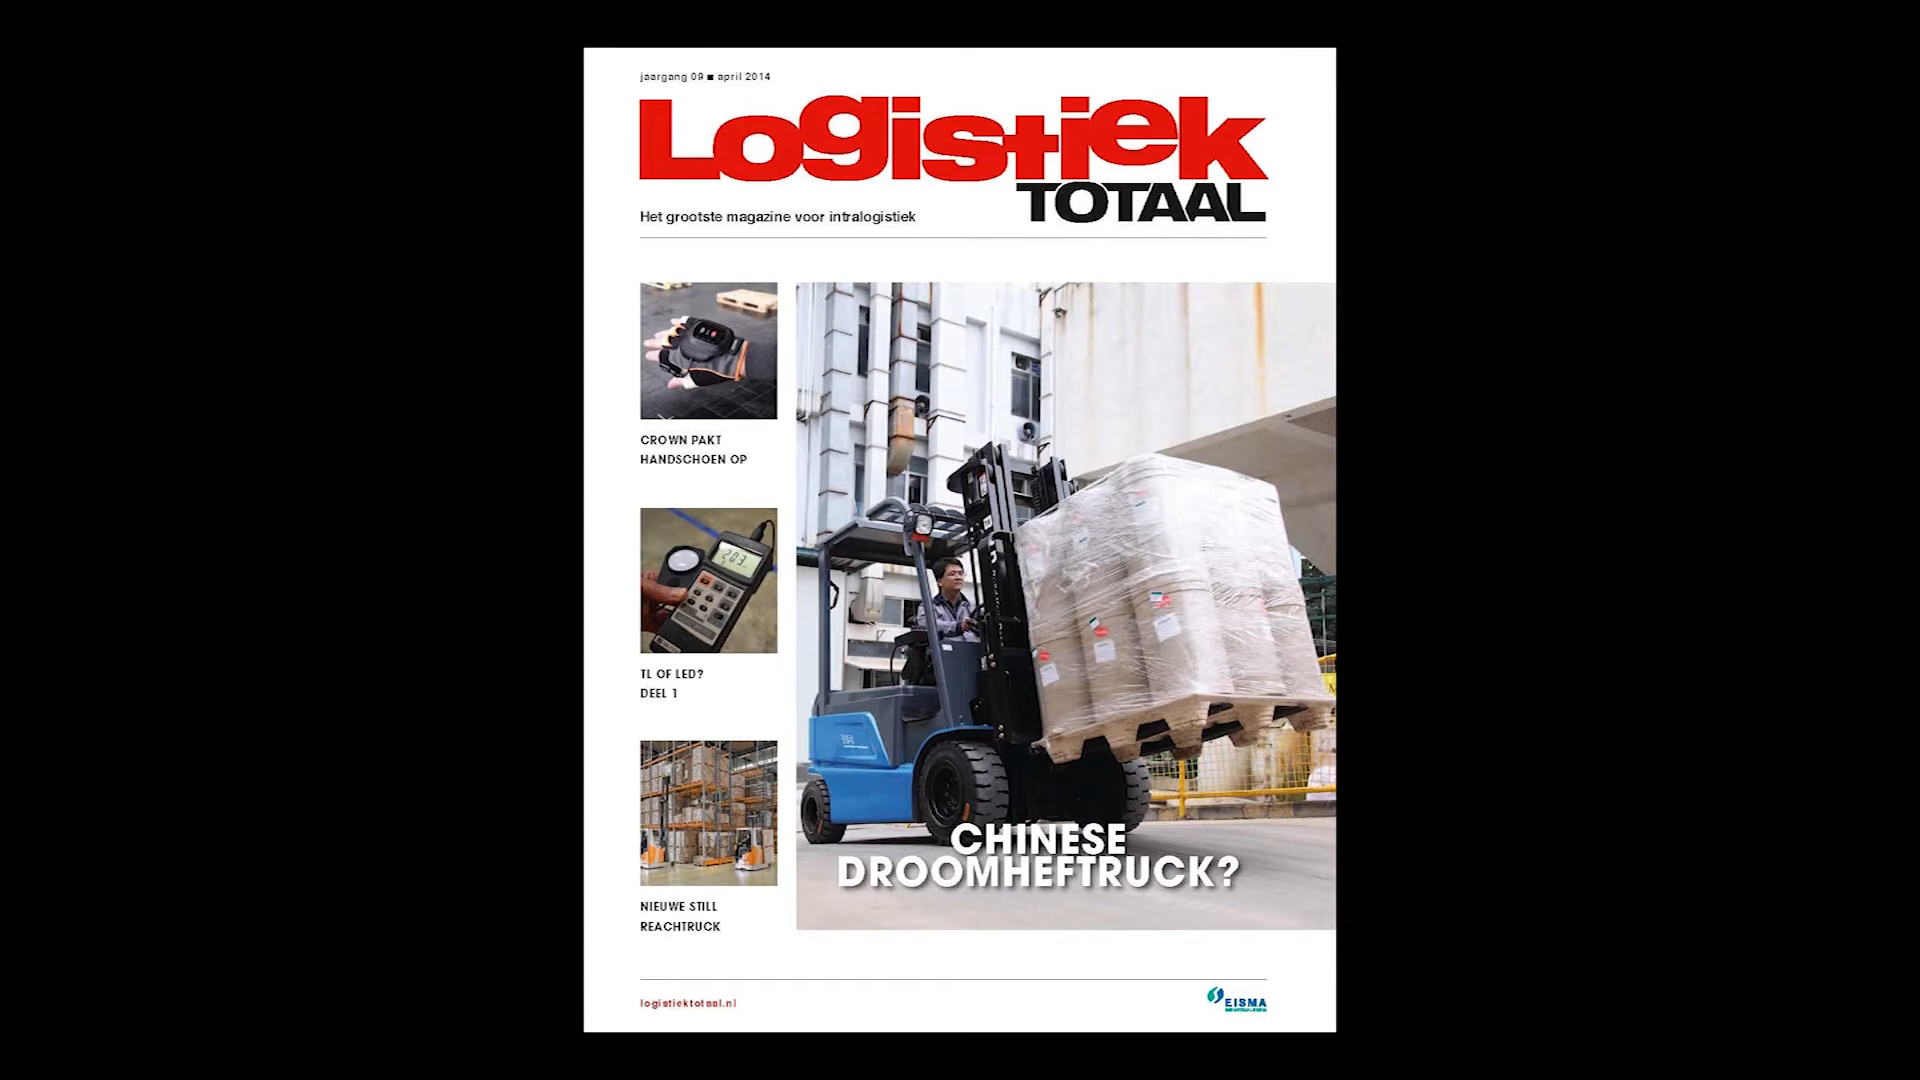 jaargang 09 ■ april 2014
Logistiek
TOTAAL
Het grootste magazine voor intralogistiek
CROWN PAKT
HANDSCHOEN OP
203
TL OF LED?
DEEL 1
CHINESE
DROOMHEFTRUCK?
NIEUWE STILL
REACHTRUCK
logistiektotaal.nl
EISMA